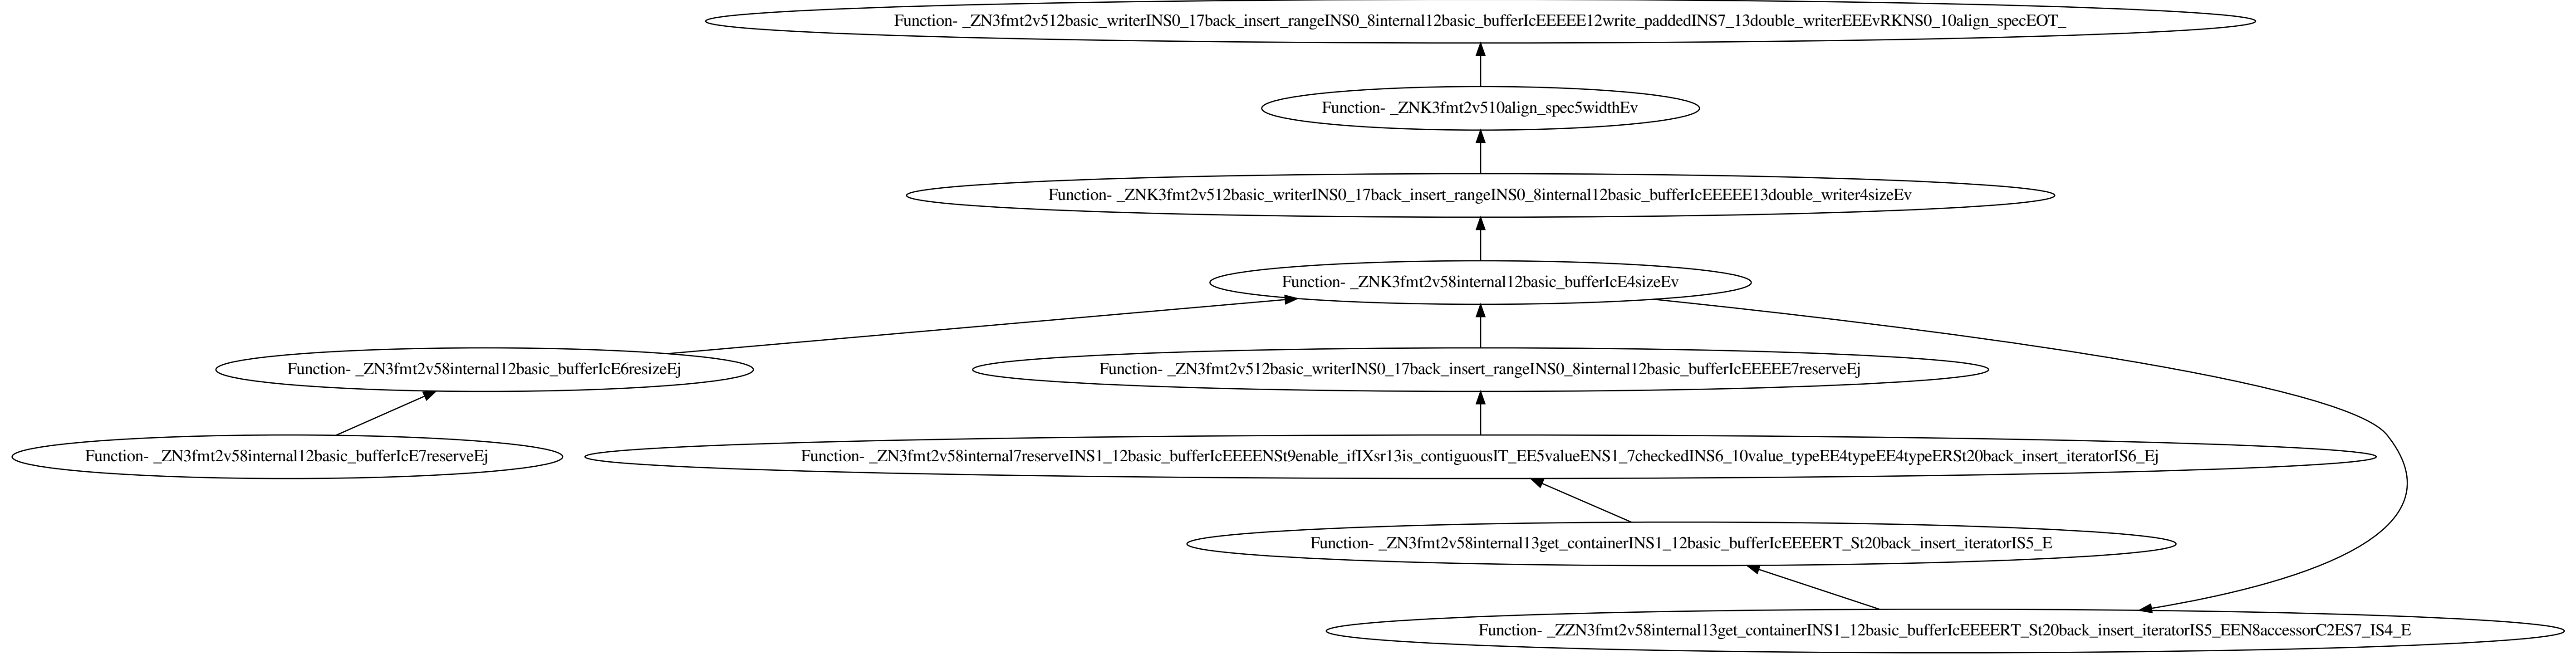 Function- _ZN3fmt2v512basic_writerINS0_17back_insert_rangeINS0_8internal12basic_bufferIcEEEEE12write_paddedINS7_13double_writerEEEvRKNS0_10align_specEOT_
Function- _ZNK3fmt2v510align_spec5widthEv
Function- _ZNK3fmt2v512basic_writerINS0_17back_insert_rangeINS0_8internal12basic_bufferIcEEEEE13double_writer4sizeEv
Function- _ZNK3fmt2v58internal12basic_bufferIcE4sizeEv
Function- _ZN3fmt2v58internal12basic_bufferIcE6resizeEj
Function- _ZN3fmt2v512basic_writerINS0_17back_insert_rangeINS0_8internal12basic_bufferIcEEEEE7reserveEj
Function- _ZN3fmt2v58internal12basic_bufferIcE7reserveEj
Function- _ZN3fmt2v58internal7reserveINS1_12basic_bufferIcEEEENSt9enable_ifIXsr13is_contiguousIT_EE5valueENS1_7checkedINS6_10value_typeEE4typeEE4typeERSt20back_insert_iteratorIS6_Ej
Function- _ZN3fmt2v58internal13get_containerINS1_12basic_bufferIcEEEERT_St20back_insert_iteratorIS5_E
Function- _ZZN3fmt2v58internal13get_containerINS1_12basic_bufferIcEEEERT_St20back_insert_iteratorIS5_EEN8accessorC2ES7_IS4_E